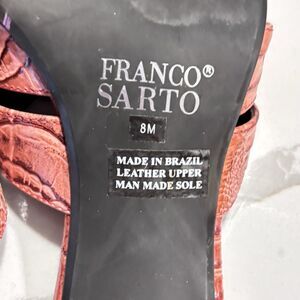 FRANCO®
SARTO
8M
MADE IN BRAZIL
LEATHER UPPER
MAN MADE SOLE